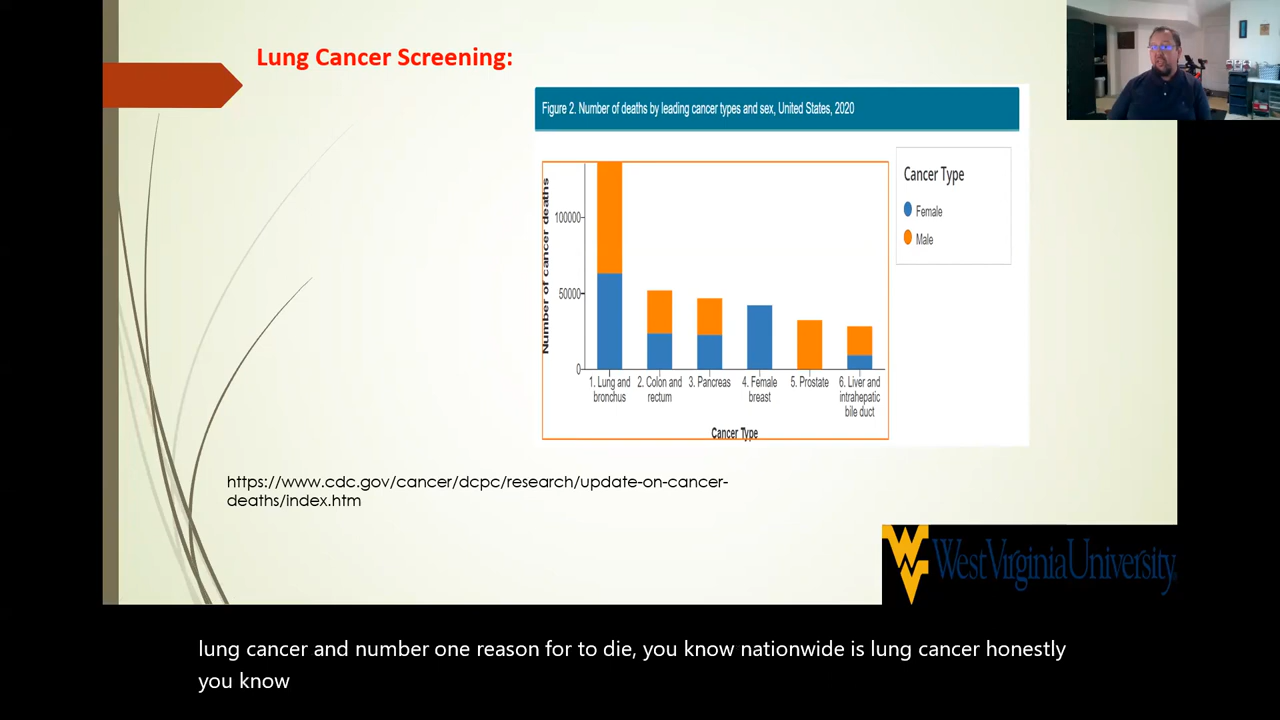 Lung Cancer Screening:
Figure 2. Number of deaths by leading cancer types and sex, United States, 2020
Number of cancer deaths
100000
50000
0
1. Lung and
bronchus
2. Colon and
rectum
3. Pancreas
4. Female
breast
5. Prostate
6. Liver and
intrahepatic
bile duct
Cancer Type
Cancer Type
Female
Male
https://www.cdc.gov/cancer/dcpc/research/update-on-cancer-
deaths/index.htm
WV
WestVirginiaUniversity®
lung cancer and number one reason for to die, you know nationwide is lung cancer honestly
you know